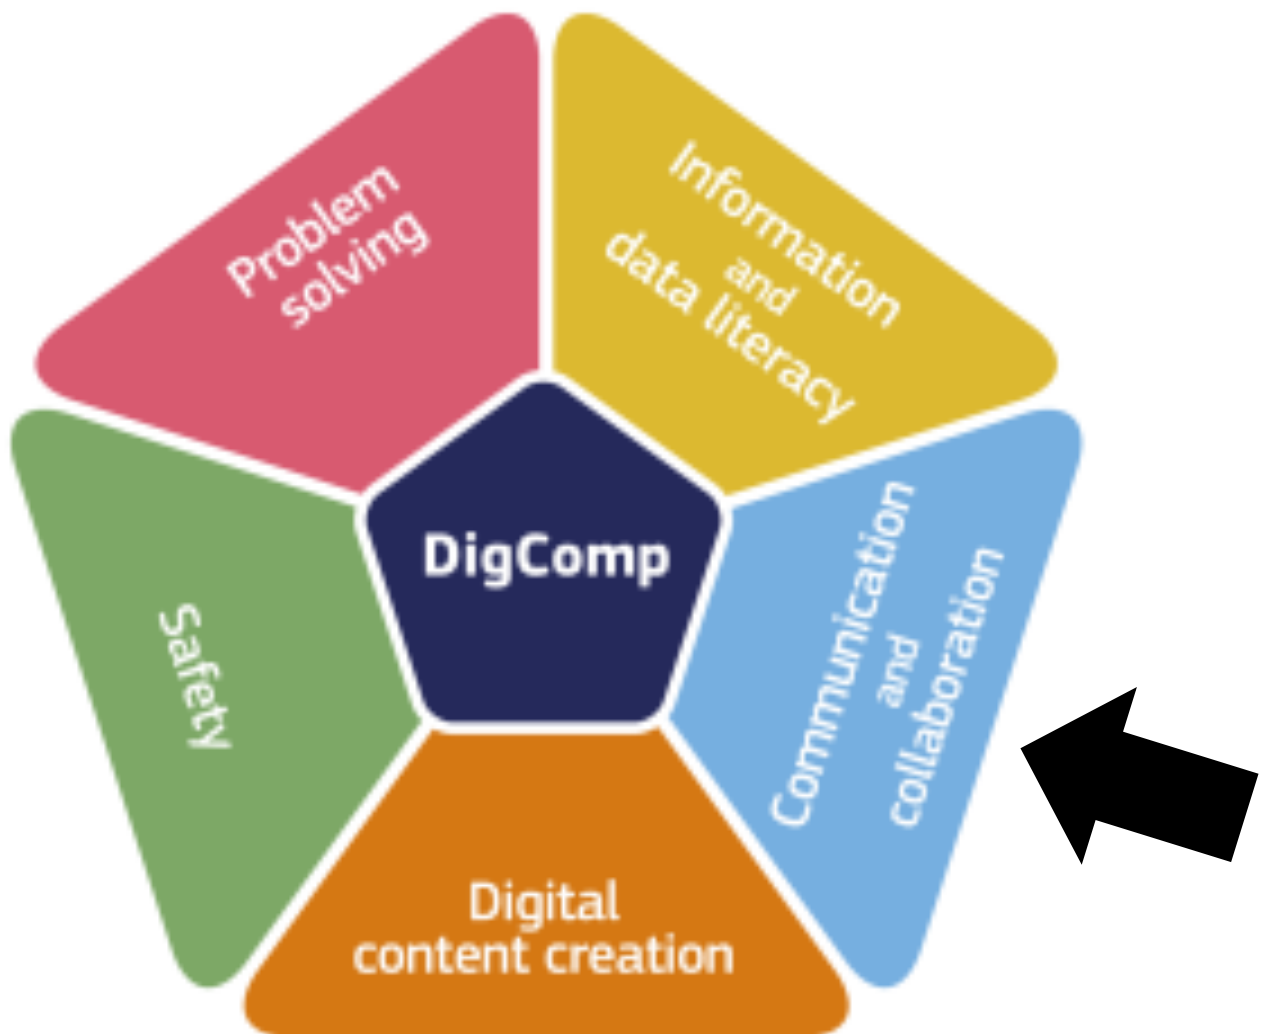 Problem
solving
Information
and
data literacy
DigComp
Communication
and
collaboration
Safety
Digital
content creation